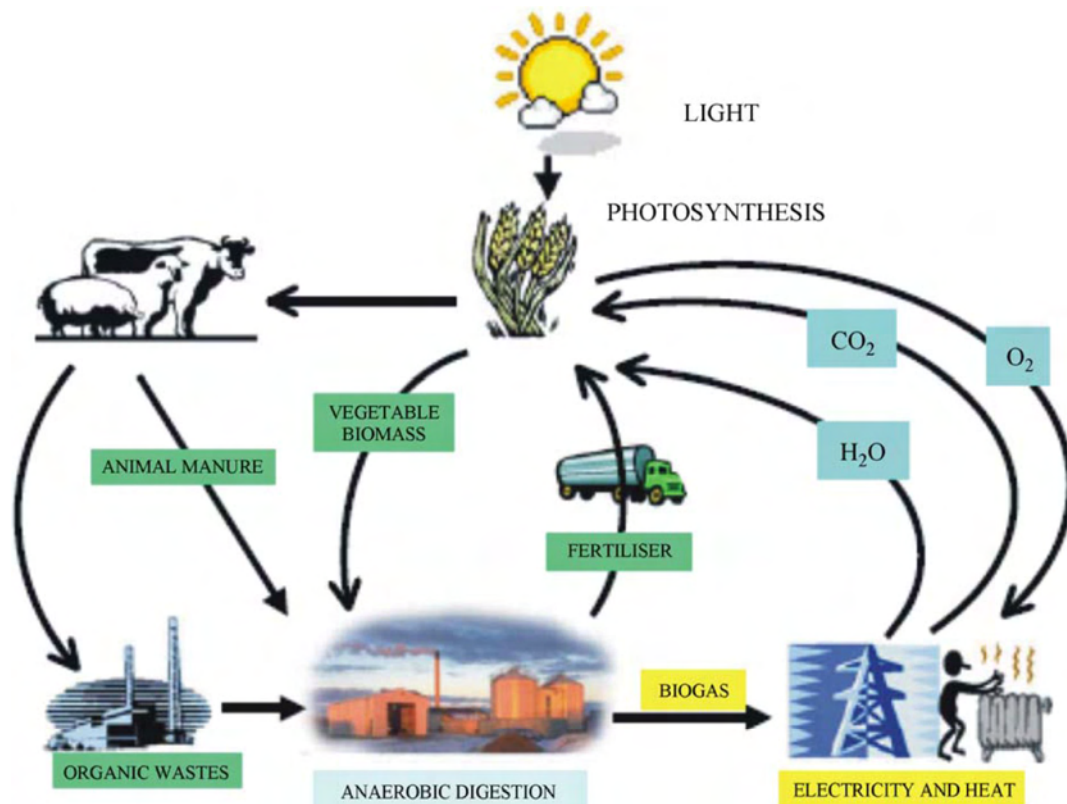 LIGHT
PHOTOSYNTHESIS
CO₂
O₂
VEGETABLE
BIOMASS
ANIMAL MANURE
H₂O
FERTILISER
BIOGAS
ORGANIC WASTES
ANAEROBIC DIGESTION
ELECTRICITY AND HEAT